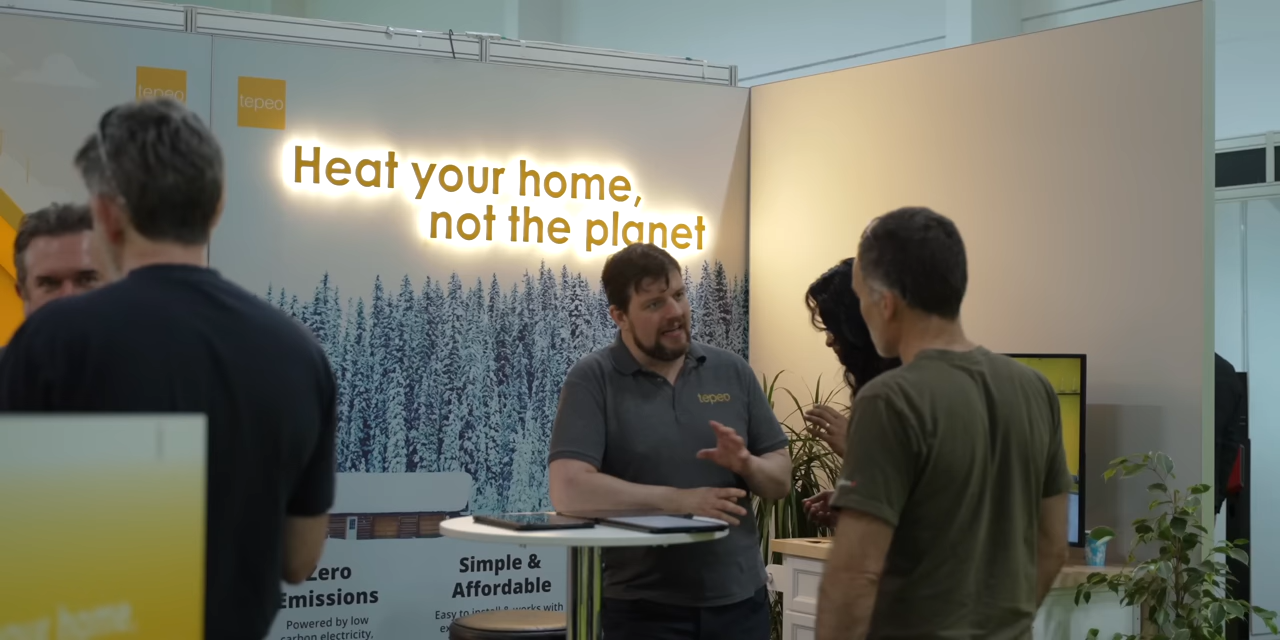 tepeo
tepeo
Heat your home,
not the planet
tepeo
Zero
Emissions
Powered by low
carbon electricity,
Simple &
Affordable
Easy to install & works with